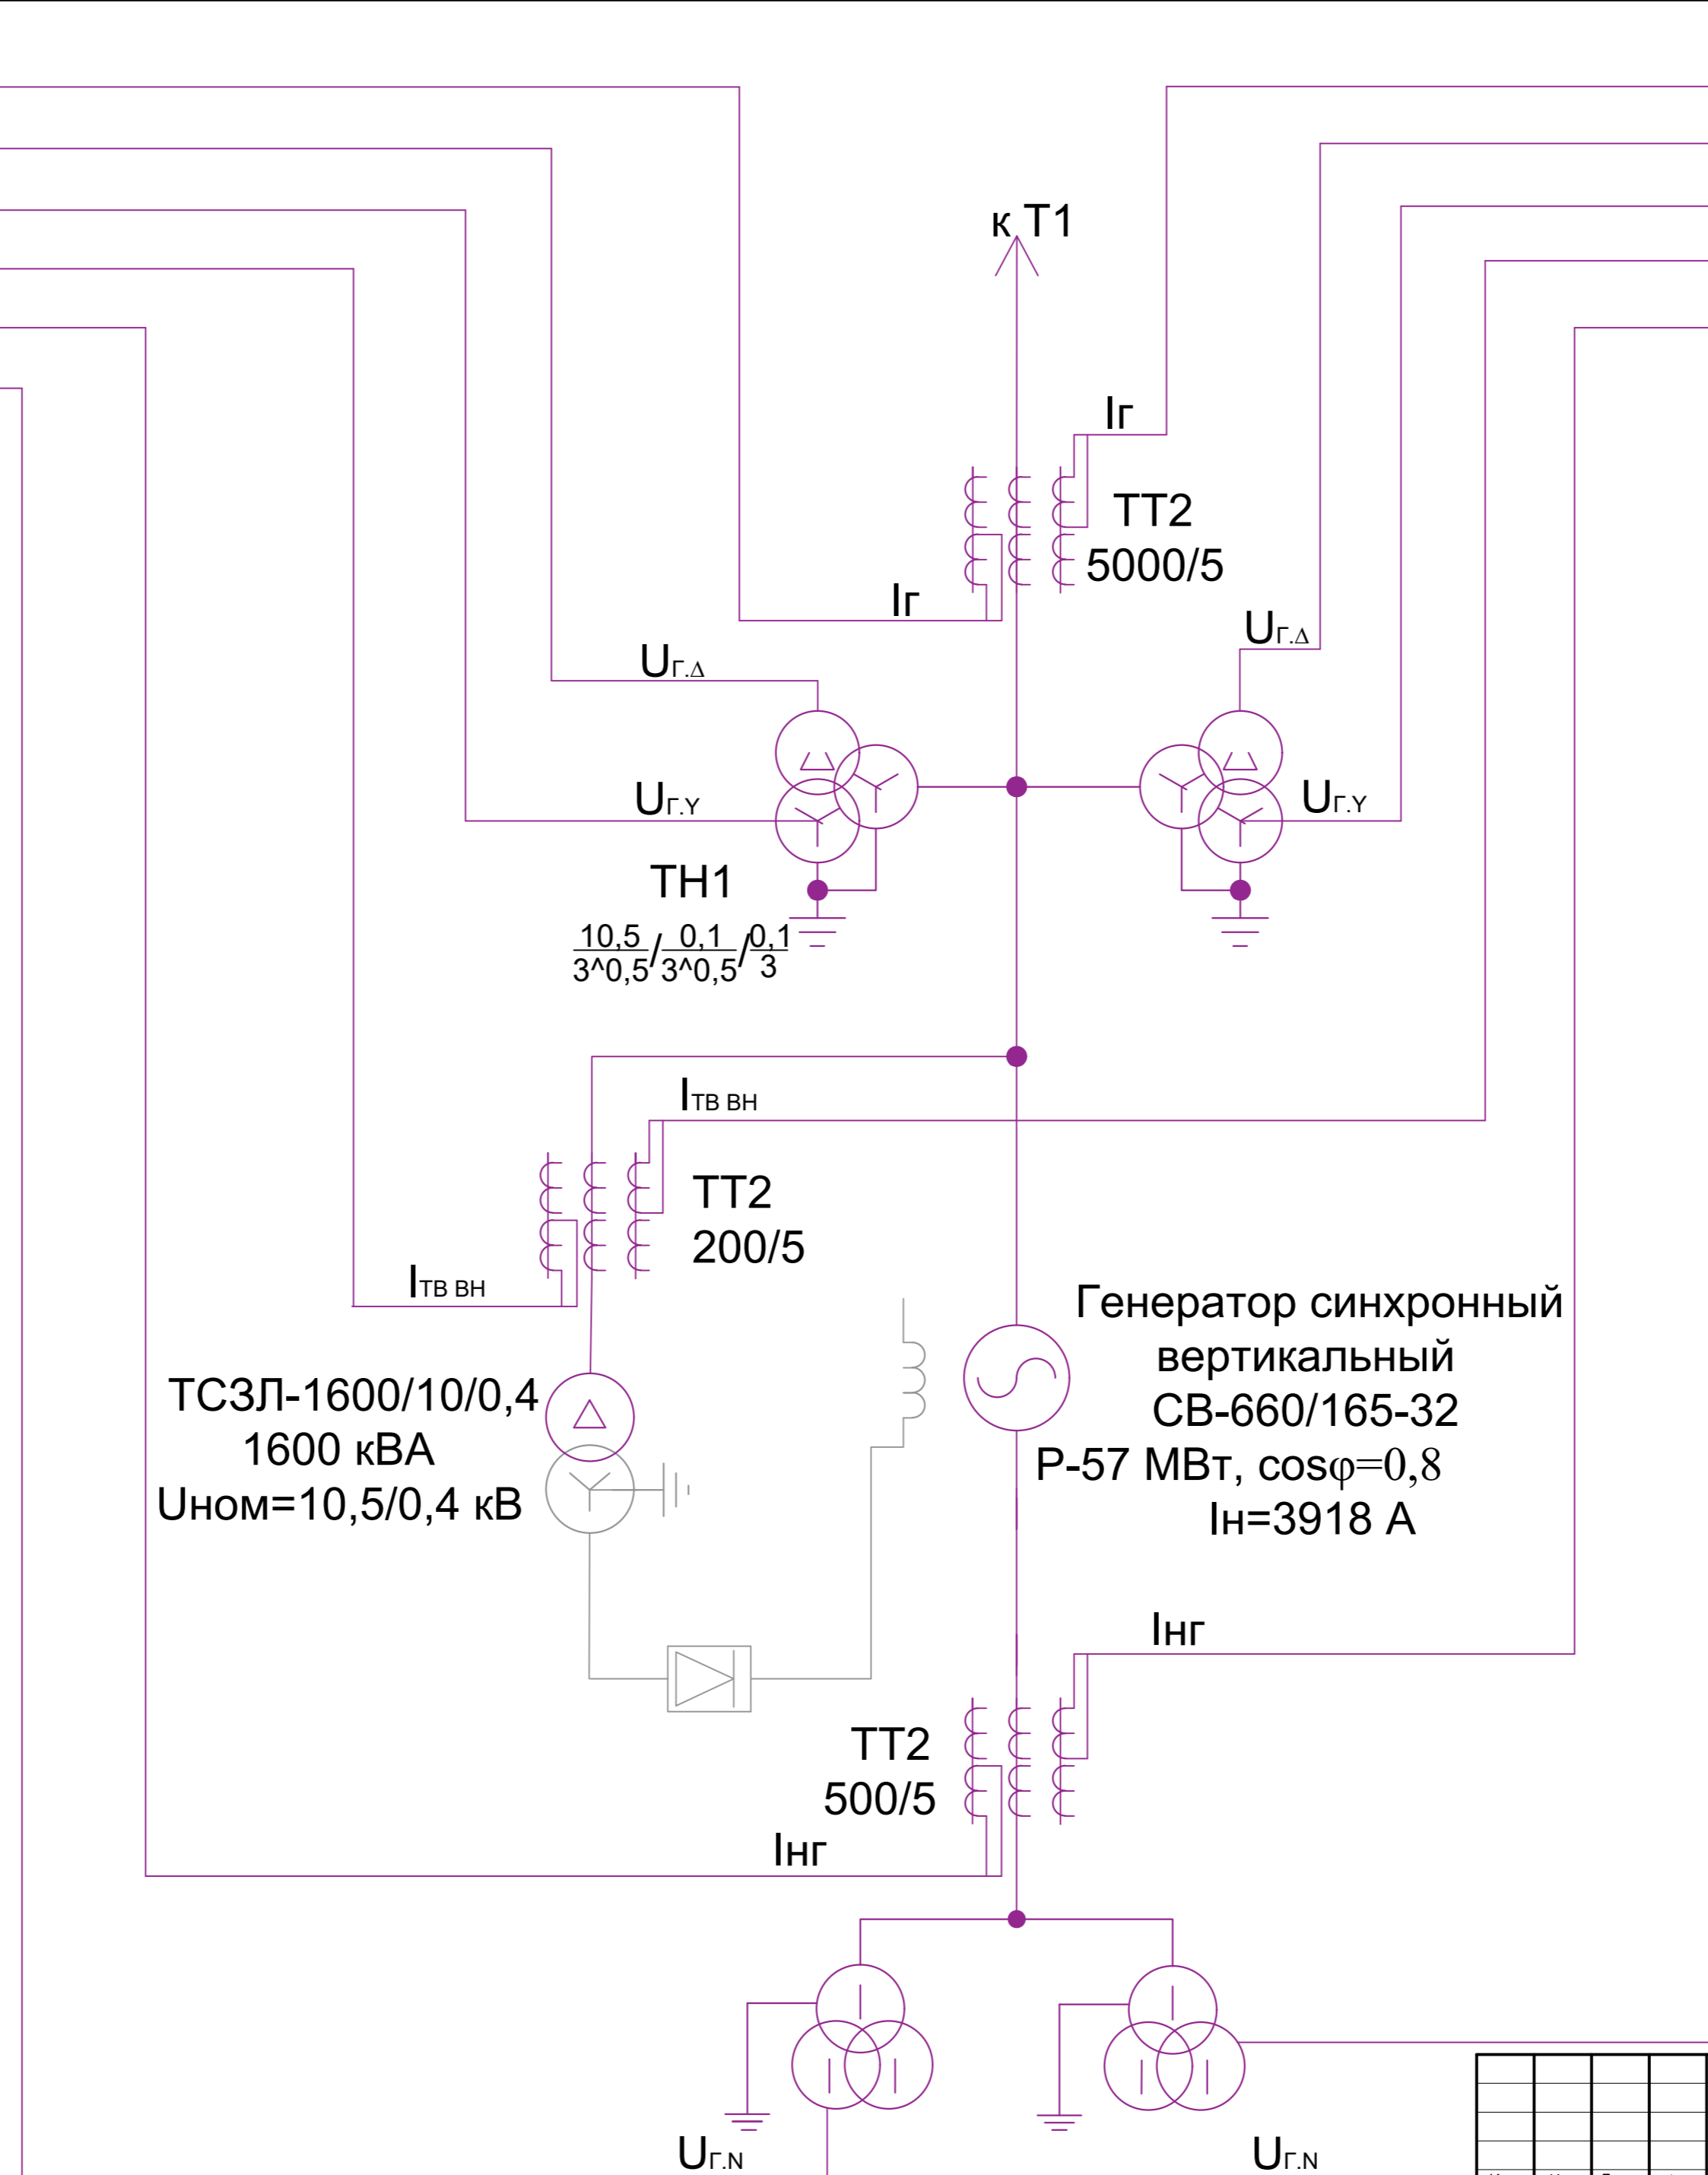 к Т1
Iг
ТТ2
5000/5
Iг
UГ.Δ
UГ.Δ
UГ.Y
UГ.Y
ТН1
10,5/3^0,5 / 0,1/3^0,5 / 0,1/3
IТВ ВН
ТТ2
200/5
IТВ ВН
Генератор синхронный
вертикальный
СВ-660/165-32
Р-57 МВт, cosφ=0,8
Iн=3918 А
ТСЗЛ-1600/10/0,4
1600 кВА
Uном=10,5/0,4 кВ
Iнг
ТТ2
500/5
Iнг
UГ.N
UГ.N